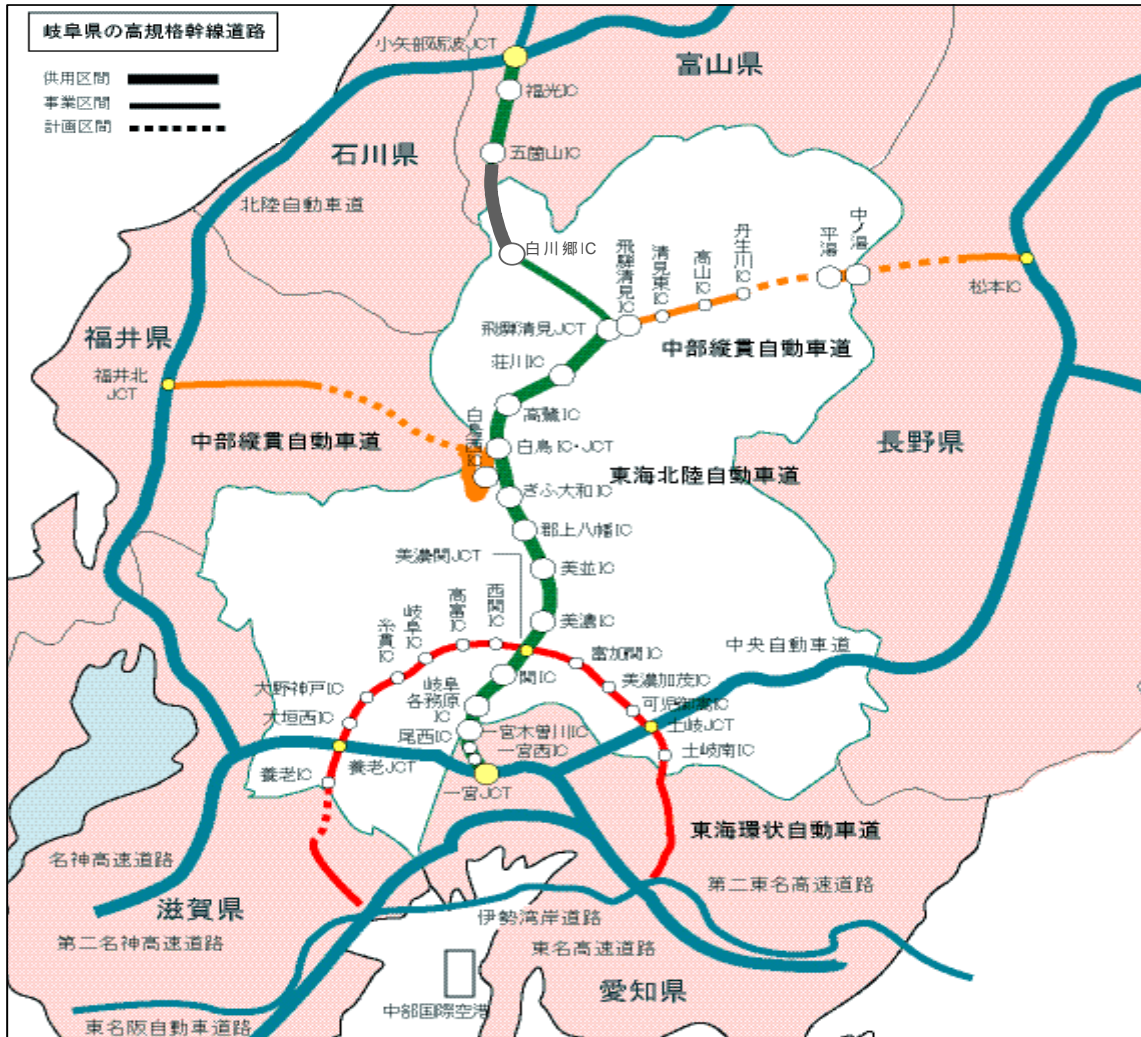 岐阜県の高規格幹線道路
供用区間
事業区間
計画区間
小矢部砺波JCT
富山県
福光IC
五箇山IC
石川県
北陸自動車道
白川郷IC
飛騨清見IC
清見東IC
高山IC
丹生川IC
平湯
中ノ湯
松本IC
飛騨清見JCT
中部縦貫自動車道
福井県
荘川IC
福井北
JCT
高鷲IC
白鳥西IC
白鳥IC・JCT
長野県
中部縦貫自動車道
東海北陸自動車道
ぎふ大和IC
郡上八幡IC
美濃関JCT
美並IC
美濃IC
西関IC
高富IC
岐阜IC
糸貫IC
中央自動車道
富加関IC
関IC
美濃加茂IC
大野神戸IC
岐阜
各務原
IC
可児御嵩IC
大垣西IC
土岐JCT
尾西IC
一宮木曽川IC
一宮西IC
土岐南IC
養老IC
養老JCT
一宮JCT
東海環状自動車道
名神高速道路
第二東名高速道路
滋賀県
伊勢湾岸道路
第二名神高速道路
東名高速道路
愛知県
中部国際空港
東名阪自動車道路